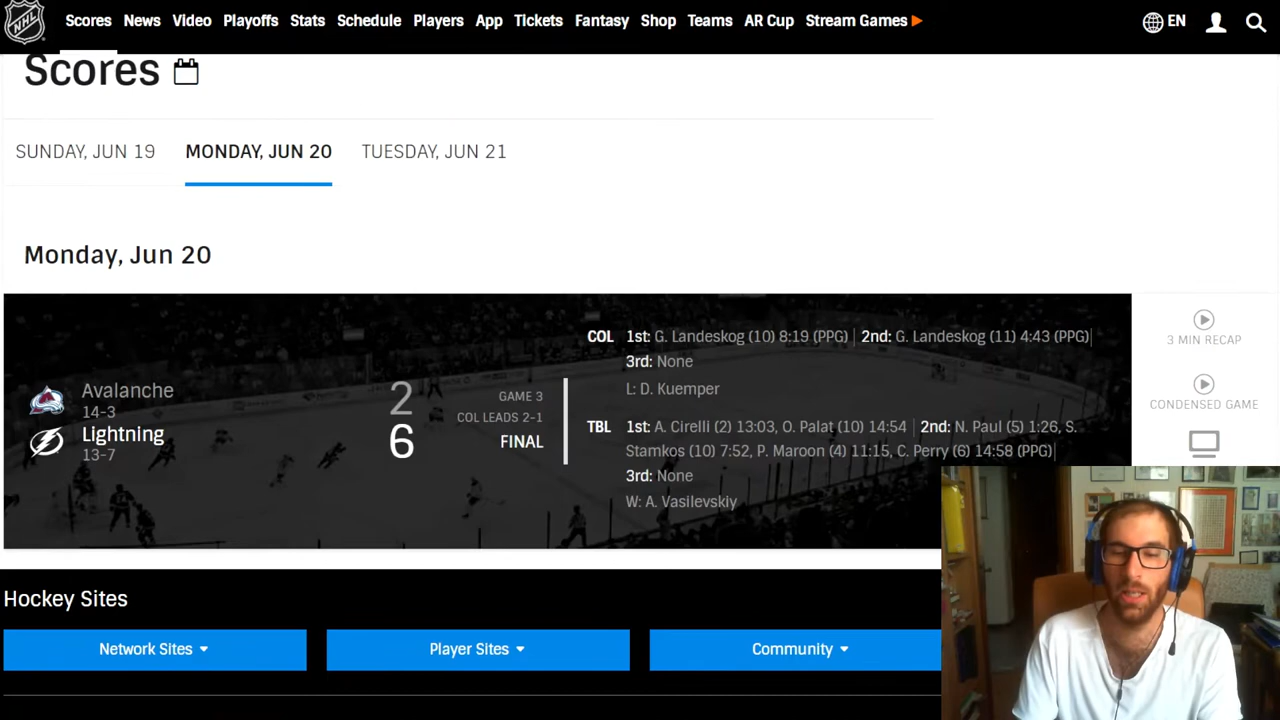 NHL
Scores News Video Playoffs Stats Schedule Players App Tickets Fantasy Shop Teams AR Cup Stream Games EN
Scores
SUNDAY, JUN 19 MONDAY, JUN 20 TUESDAY, JUN 21
Monday, Jun 20
Avalanche
14-3
2
Lightning
13-7
6
GAME 3
COL LEADS 2-1
FINAL
COL 1st: G. Landeskog (10) 8:19 (PPG) | 2nd: G. Landeskog (11) 4:43 (PPG)|
3rd: None
L: D. Kuemper
TBL 1st: A. Cirelli (2) 13:03, O. Palat (10) 14:54 | 2nd: N. Paul (5) 1:26, S.
Stamkos (10) 7:52, P. Maroon (4) 11:15, C. Perry (6) 14:58 (PPG)|
3rd: None
W: A. Vasilevskiy
3 MIN RECAP
CONDENSED GAME
Hockey Sites
Network Sites Player Sites Community